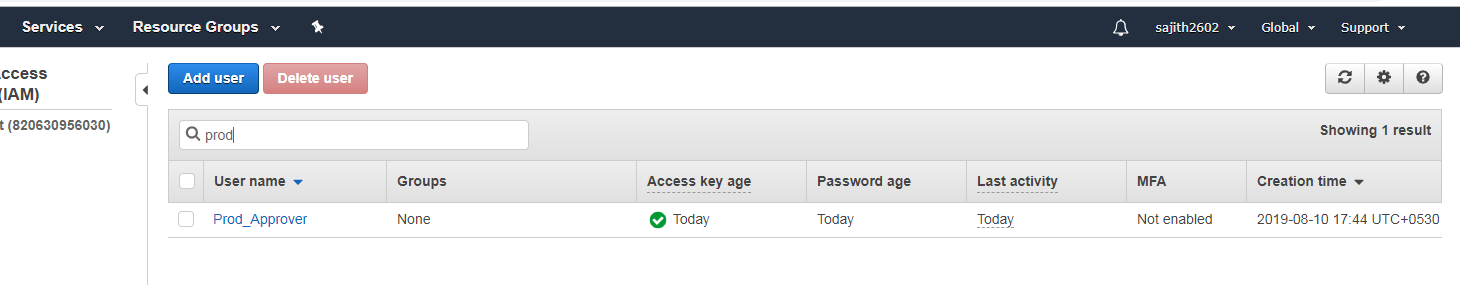 Services Resource Groups sajith2602 Global Support
ccess
(IAM)
t (820630956030)
Add user Delete user
prod
Showing 1 result
User name Groups Access key age Password age Last activity MFA Creation time
Prod_Approver None Today Today Today Not enabled 2019-08-10 17:44 UTC+0530